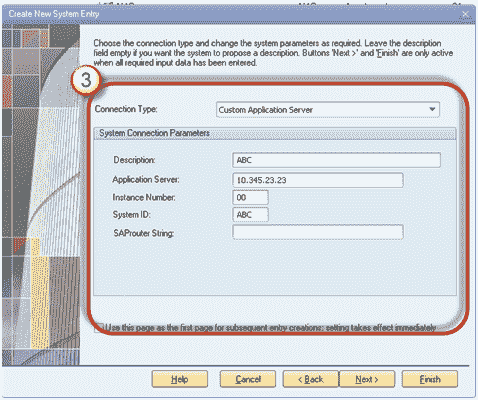 Create New System Entry
Choose the connection type and change the system parameters as required. Leave the description
field empty if you want the system to propose a description. Buttons 'Next >' and 'Finish' are only active
when all required input data has been entered.
3
Connection Type: Custom Application Server
System Connection Parameters
Description: ABC
Application Server: 10.345.23.23
Instance Number: 00
System ID: ABC
SAProuter String:
Use this page as the first page for subsequent entry creations; setting takes effect immediately
Help Cancel < Back Next > Finish